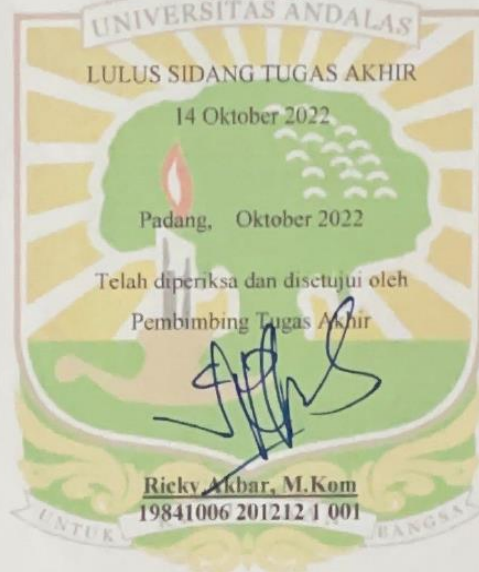 UNIVERSITAS ANDALAS
LULUS SIDANG TUGAS AKHIR
14 Oktober 2022
Padang, Oktober 2022
Telah diperiksa dan disetujui oleh
Pembimbing Tugas Akhir
Ricky Akbar, M.Kom
19841006 201212 1 001
UNTUK BANGSA